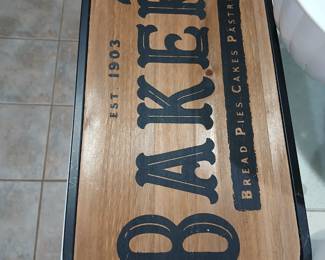 EST. 1903
BAKER
BREAD PIES CAKES PASTRI